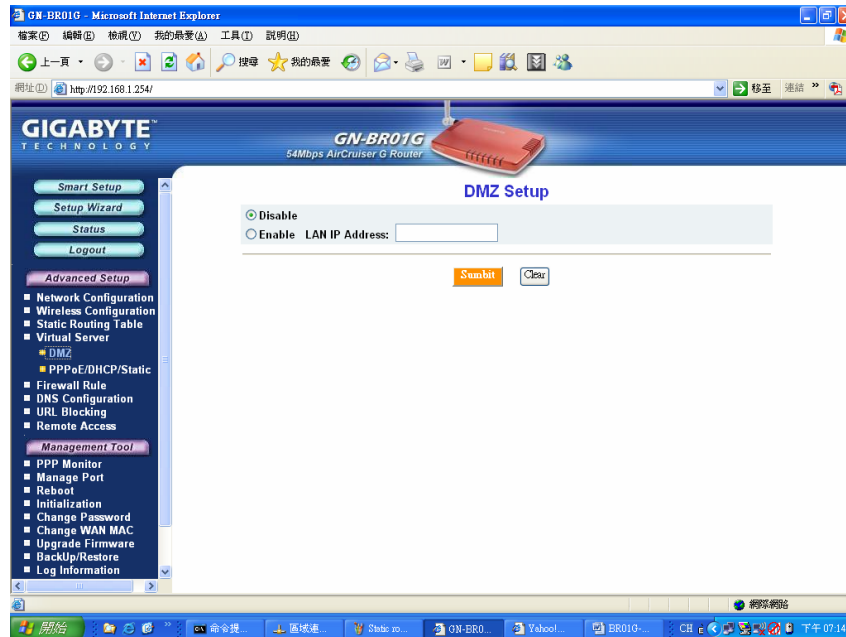 GN-BR01G - Microsoft Internet Explorer
檔案(F) 編輯(E) 檢視(V) 我的最愛(A) 工具(T) 說明(H)
上一頁 搜尋 我的最愛
網址(D) http://192.168.1.254/ 移至 連結 »
GIGABYTE™
TECHNOLOGY
GN-BR01G
54Mbps AirCruiser G Router
Smart Setup
Setup Wizard
Status
Logout
Advanced Setup
Network Configuration
Wireless Configuration
Static Routing Table
Virtual Server
DMZ
PPPoE/DHCP/Static
Firewall Rule
DNS Configuration
URL Blocking
Remote Access
Management Tool
PPP Monitor
Manage Port
Reboot
Initialization
Change Password
Change WAN MAC
Upgrade Firmware
BackUp/Restore
Log Information
DMZ Setup
Disable
Enable LAN IP Address:
Sumbit Clear
網際網路
開始 » 命令提... 區域連... Static ro... GN-BR0... Yahoo!... BR01G-... CH 下午 07:14